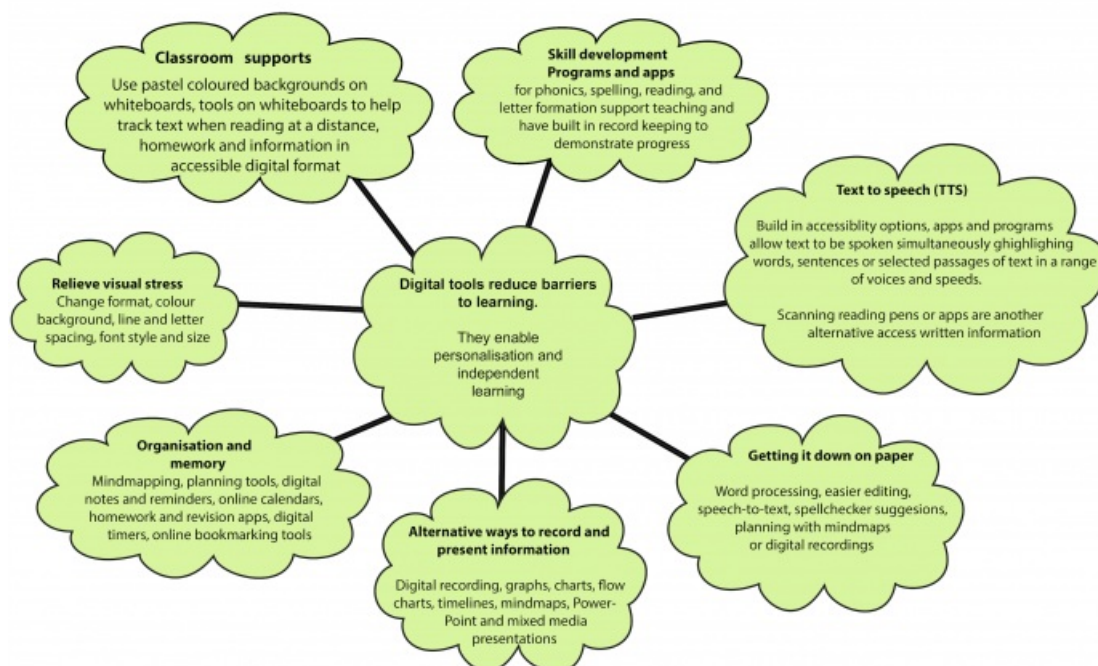 Classroom supports
Use pastel coloured backgrounds on
whiteboards, tools on whiteboards to help
track text when reading at a distance,
homework and information in
accessible digital format
Skill development
Programs and apps
for phonics, spelling, reading, and
letter formation support teaching and
have built in record keeping to
demonstrate progress
Text to speech (TTS)
Build in accessiblity options, apps and programs
allow text to be spoken simultaneously ghighlighing
words, sentences or selected passages of text in a range
of voices and speeds.
Scanning reading pens or apps are another
alternative access written information
Digital tools reduce barriers
to learning.
They enable
personalisation and
independent
learning
Relieve visual stress
Change format, colour
background, line and letter
spacing, font style and size
Organisation and
memory
Mindmapping, planning tools, digital
notes and reminders, online calendars,
homework and revision apps, digital
timers, online bookmarking tools
Alternative ways to record and
present information
Digital recording, graphs, charts, flow
charts, timelines, mindmaps, Power-
Point and mixed media
presentations
Getting it down on paper
Word processing, easier editing,
speech-to-text, spellchecker suggesions,
planning with mindmaps
or digital recordings